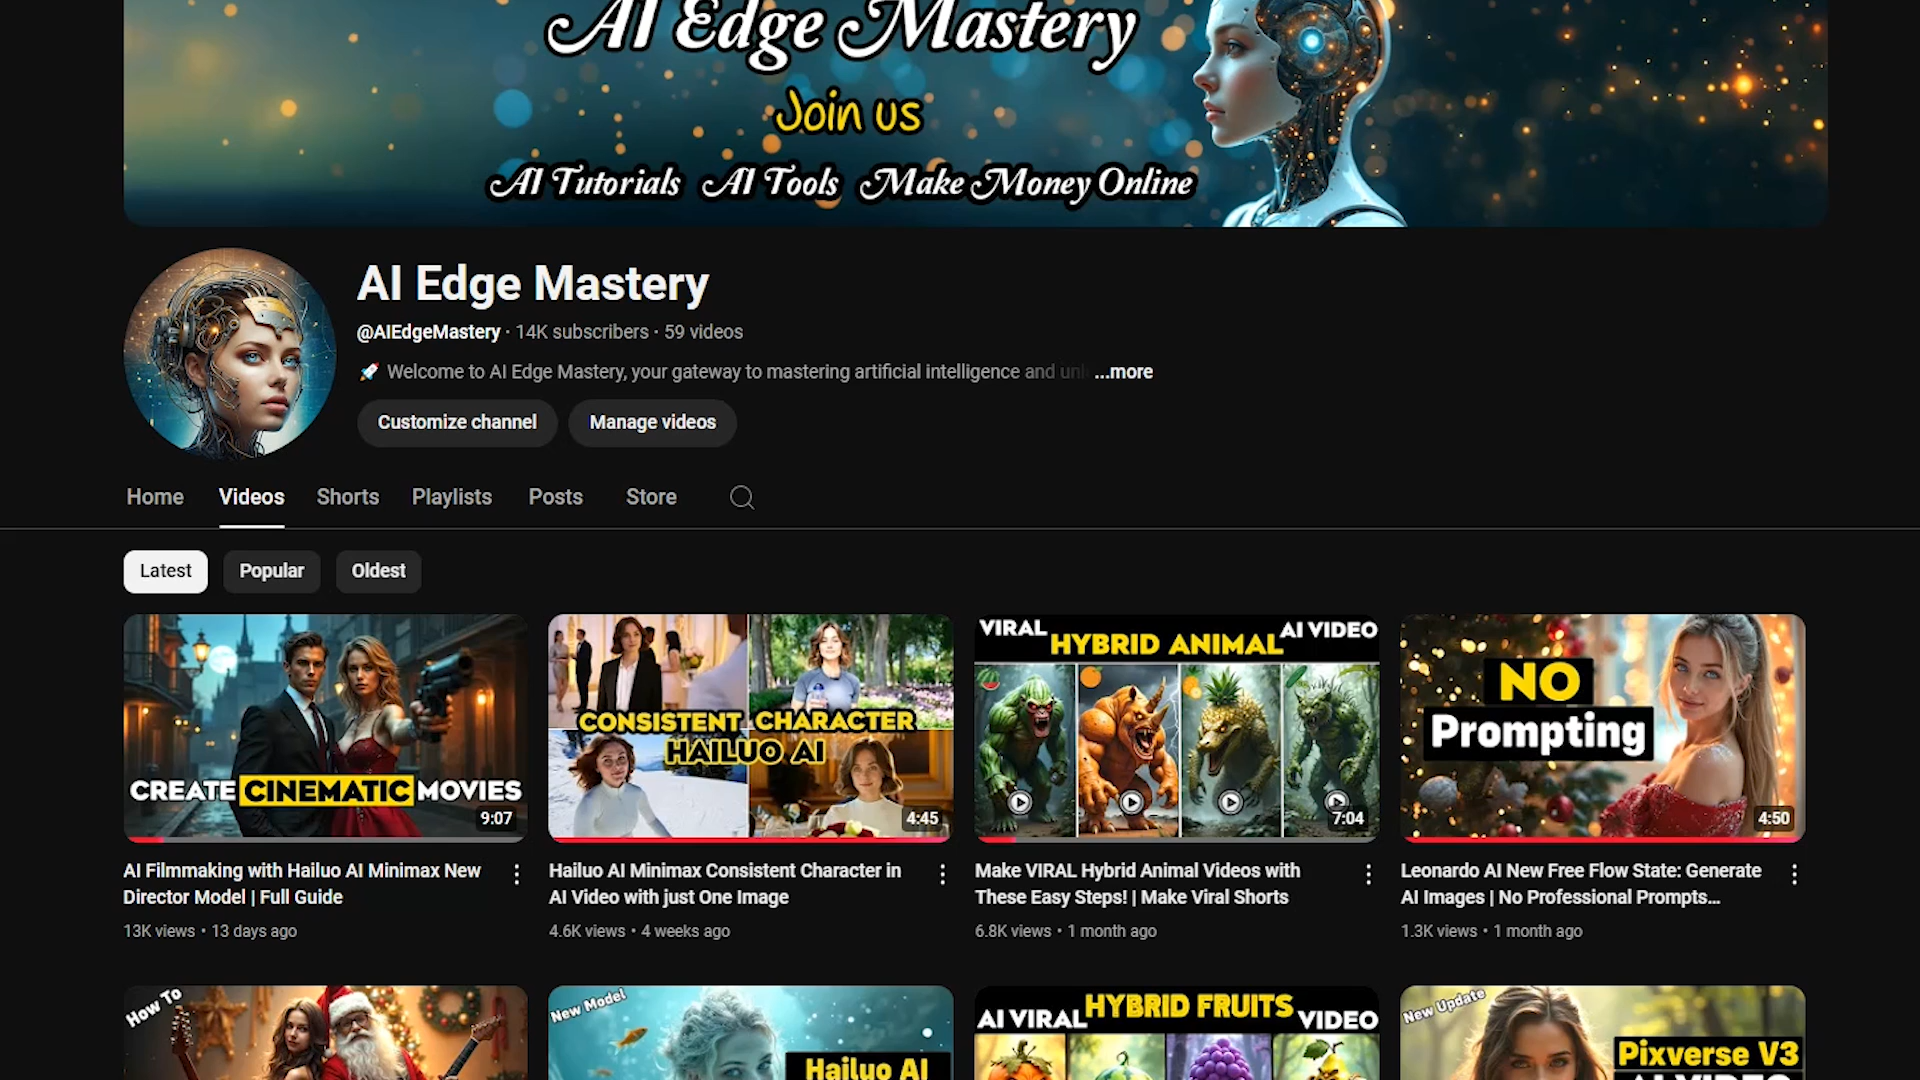 AI Edge Mastery
Join us
AI Tutorials AI Tools Make Money Online
AI Edge Mastery
@AIEdgeMastery · 14K subscribers · 59 videos
🚀 Welcome to AI Edge Mastery, your gateway to mastering artificial intelligence and ...more
Customize channel Manage videos
Home Videos Shorts Playlists Posts Store
Latest Popular Oldest
CREATE CINEMATIC MOVIES
9:07
AI Filmmaking with Hailuo AI Minimax New
Director Model | Full Guide
13K views · 13 days ago
CONSISTENT CHARACTER
HAILUO AI
4:45
Hailuo AI Minimax Consistent Character in
AI Video with just One Image
4.6K views · 4 weeks ago
VIRAL HYBRID ANIMAL AI VIDEO
7:04
Make VIRAL Hybrid Animal Videos with
These Easy Steps! | Make Viral Shorts
6.8K views · 1 month ago
NO
Prompting
4:50
Leonardo AI New Free Flow State: Generate
AI Images | No Professional Prompts...
1.3K views · 1 month ago
How To
New Model
Hailuo AI
AI VIRAL HYBRID FRUITS VIDEO
New Update
Pixverse V3
AI VIDEO